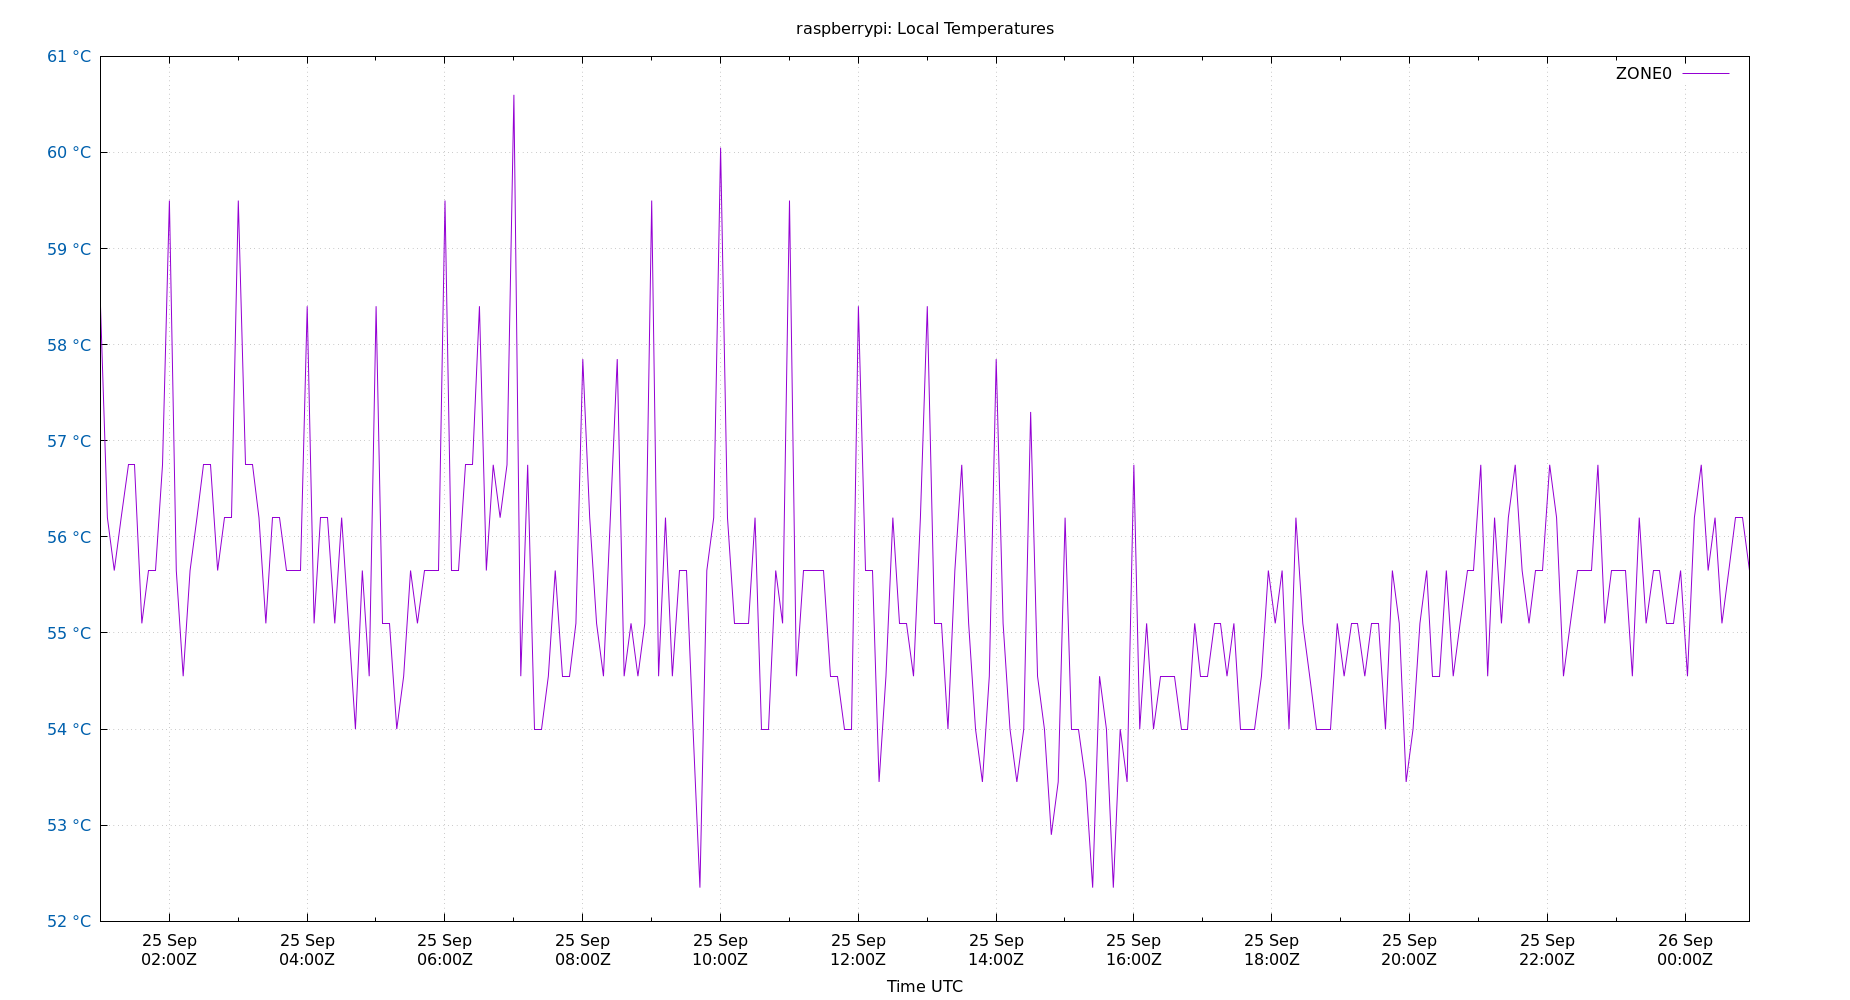 raspberrypi: Local Temperatures
ZONE0
61 °C
60 °C
59 °C
58 °C
57 °C
56 °C
55 °C
54 °C
53 °C
52 °C
25 Sep 25 Sep 25 Sep 25 Sep 25 Sep 25 Sep 25 Sep 25 Sep 25 Sep 25 Sep 25 Sep 26 Sep
02:00Z 04:00Z 06:00Z 08:00Z 10:00Z 12:00Z 14:00Z 16:00Z 18:00Z 20:00Z 22:00Z 00:00Z
Time UTC